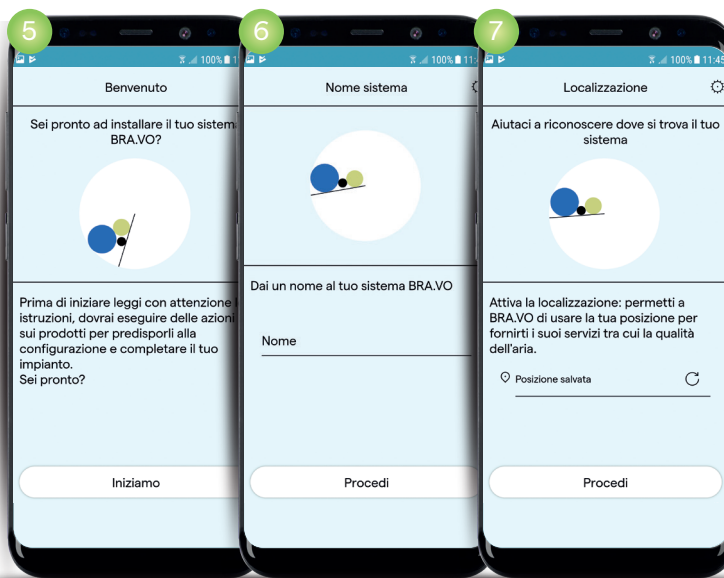 5
100% 1
Benvenuto
Sei pronto ad installare il tuo sistem
BRA.VO?
Prima di iniziare leggi con attenzione l
istruzioni, dovrai eseguire delle azioni
sui prodotti per predisporli alla
configurazione e completare il tuo
impianto.
Sei pronto?
Iniziamo
6
100% 11:
Nome sistema
Dai un nome al tuo sistema BRA.VO
Nome
Procedi
7
100% 11:45
Localizzazione
Aiutaci a riconoscere dove si trova il tuo
sistema
Attiva la localizzazione: permetti a
BRA.VO di usare la tua posizione per
fornirti i suoi servizi tra cui la qualità
dell'aria.
Posizione salvata
Procedi